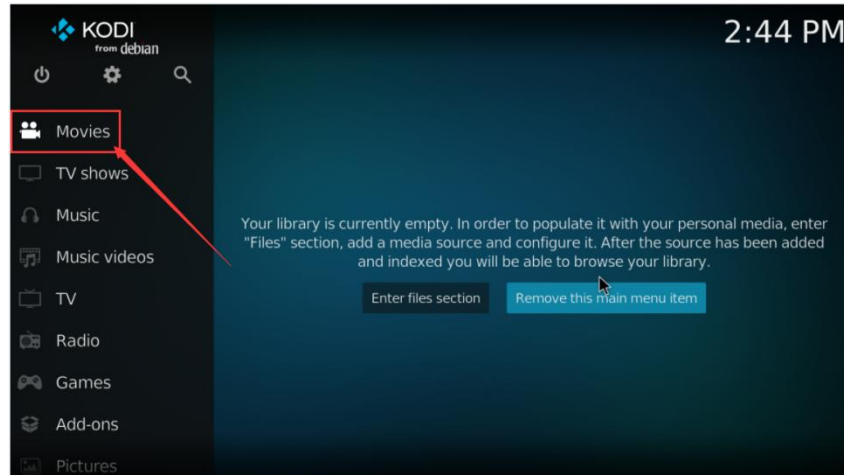 KODI
from debian
2:44 PM
Movies
TV shows
Music
Music videos
TV
Radio
Games
Add-ons
Pictures
Your library is currently empty. In order to populate it with your personal media, enter
"Files" section, add a media source and configure it. After the source has been added
and indexed you will be able to browse your library.
Enter files section
Remove this main menu item